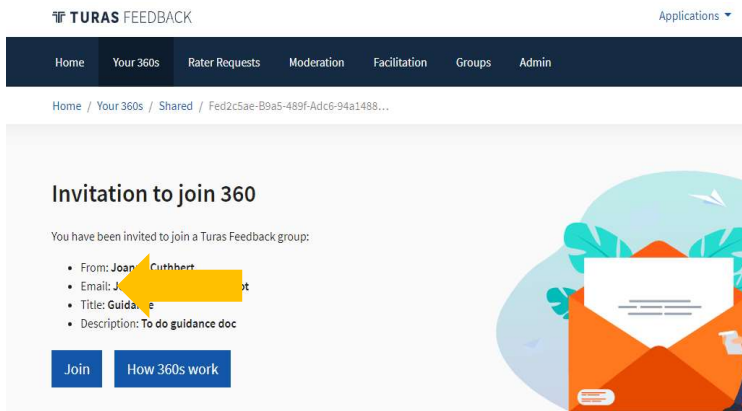 TURAS FEEDBACK
Applications
Home Your 360s Rater Requests Moderation Facilitation Groups Admin
Home / Your 360s / Shared / Fed2c5ae-B9a5-489f-Adc6-94a1488...
Invitation to join 360
You have been invited to join a Turas Feedback group:
From: Cuthbert
Email:
Title:
Description: To do guidance doc
Join How 360s work